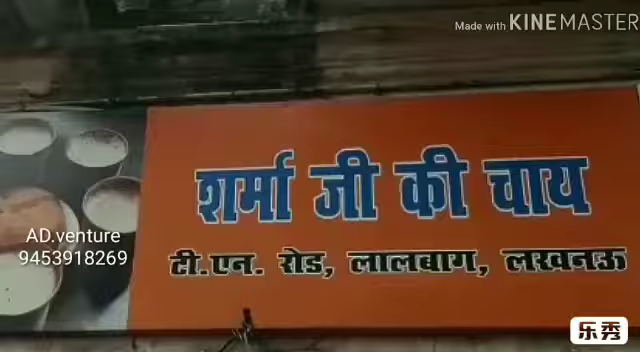 Made with KINEMASTER
शर्मा जी की चाय
टी.एन. रोड, लालबाग, लखनऊ
AD.venture
9453918269
乐秀